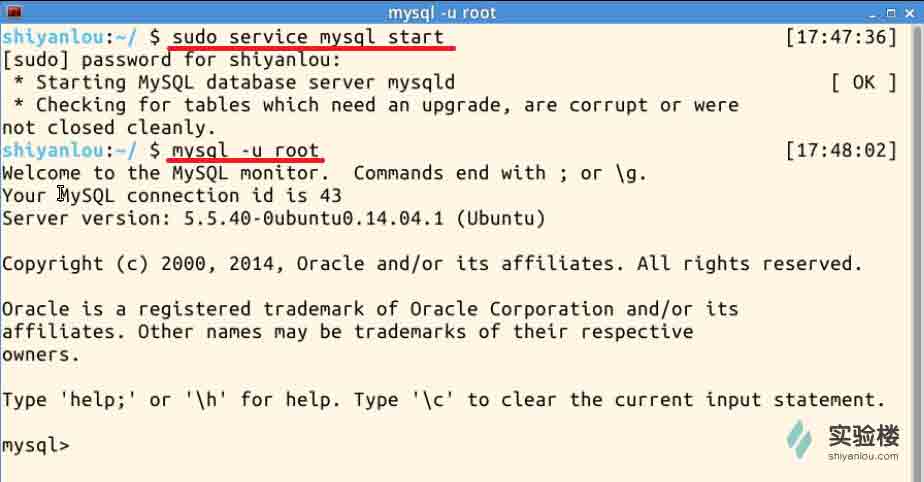 mysql -u root
shiyanlou:~/ $ sudo service mysql start [17:47:36]
[sudo] password for shiyanlou:
 * Starting MySQL database server mysqld [ OK ]
 * Checking for tables which need an upgrade, are corrupt or were
not closed cleanly.
shiyanlou:~/ $ mysql -u root [17:48:02]
Welcome to the MySQL monitor.  Commands end with ; or \g.
Your MySQL connection id is 43
Server version: 5.5.40-0ubuntu0.14.04.1 (Ubuntu)
Copyright (c) 2000, 2014, Oracle and/or its affiliates. All rights reserved.
Oracle is a registered trademark of Oracle Corporation and/or its
affiliates. Other names may be trademarks of their respective
owners.
Type 'help;' or '\h' for help. Type '\c' to clear the current input statement.
mysql>
实验楼
shiyanlou.com